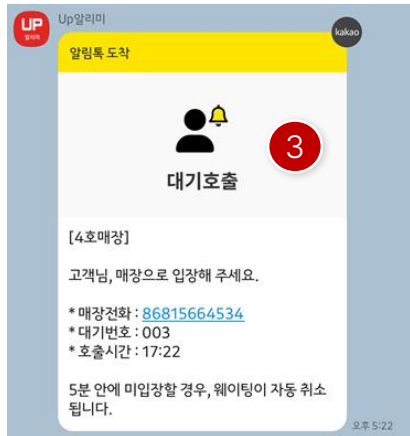 UP
알리미
Up알리미
kakao
알림톡 도착
3
대기호출
[4호매장]
고객님, 매장으로 입장해 주세요.
* 매장전화 : 86815664534
* 대기번호 : 003
* 호출시간 : 17:22
5분 안에 미입장할 경우, 웨이팅이 자동 취소
됩니다.
오후 5:22